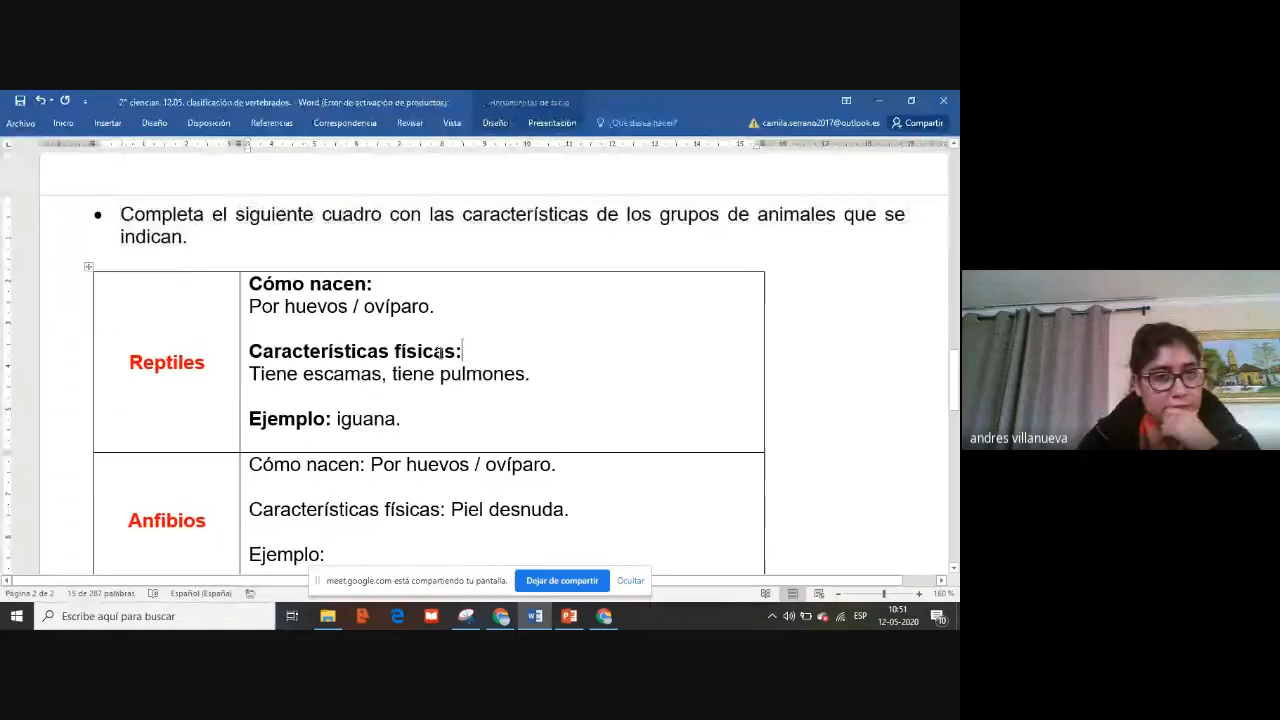 2° ciencias. 12.05. clasificación de vertebrados. - Word (Error de activación de productos)
Herramientas de tabla
Archivo Inicio Insertar Diseño Disposición Referencias Correspondencia Revisar Vista Diseño Presentación ¿Qué desea hacer? camila.serrano2017@outlook.es Compartir
• Completa el siguiente cuadro con las características de los grupos de animales que se
indican.
Reptiles
Cómo nacen:
Por huevos / ovíparo.
Características físicas:
Tiene escamas, tiene pulmones.
Ejemplo: iguana.
Anfibios
Cómo nacen: Por huevos / ovíparo.
Características físicas: Piel desnuda.
Ejemplo:
meet.google.com está compartiendo tu pantalla. Dejar de compartir Ocultar
Página 2 de 2 15 de 287 palabras Español (España) 160 %
Escribe aquí para buscar
ESP
10:51
12-05-2020
andres villanueva